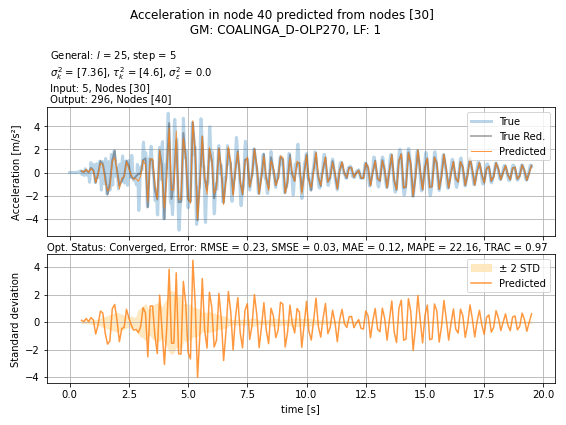 Acceleration in node 40 predicted from nodes [30]
GM: COALINGA_D-OLP270, LF: 1
General: l = 25, step = 5
σ²ₖ = [7.36], τ²ₖ = [4.6], σ²ε = 0.0
Input: 5, Nodes [30]
Output: 296, Nodes [40]
Acceleration [m/s²]
4
2
0
−2
−4
True
True Red.
Predicted
Opt. Status: Converged, Error: RMSE = 0.23, SMSE = 0.03, MAE = 0.12, MAPE = 22.16, TRAC = 0.97
Standard deviation
4
2
0
−2
−4
± 2 STD
Predicted
0.0 2.5 5.0 7.5 10.0 12.5 15.0 17.5 20.0
time [s]